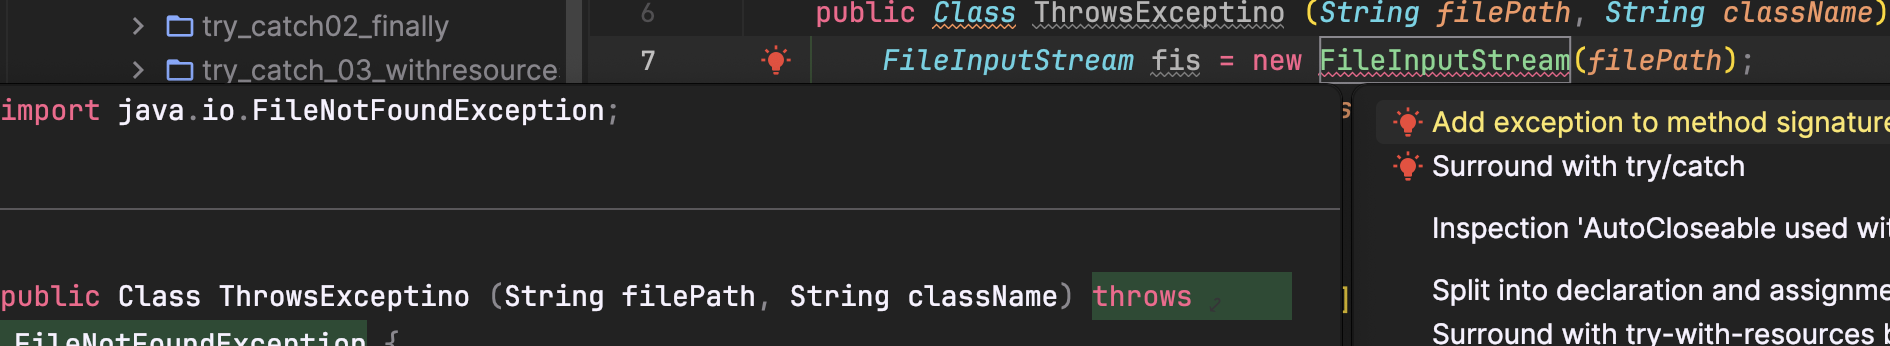 try_catch02_finally
try_catch_03_withresource
6 public Class ThrowsExceptino (String filePath, String className)
7 FileInputStream fis = new FileInputStream(filePath);
import java.io.FileNotFoundException;
public Class ThrowsExceptino (String filePath, String className) throws
FileNotFoundException {
Add exception to method signature
Surround with try/catch
Inspection 'AutoCloseable used wit
Split into declaration and assignme
Surround with try-with-resources b